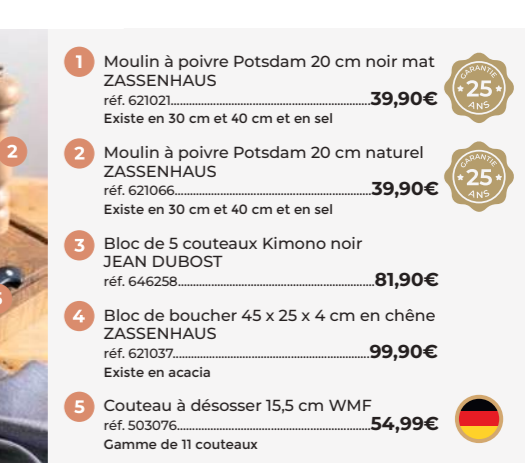 1 Moulin à poivre Potsdam 20 cm noir mat
ZASSENHAUS
réf. 621021......39,90€
Existe en 30 cm et 40 cm et en sel
GARANTIE
25
ANS
2
2 Moulin à poivre Potsdam 20 cm naturel
ZASSENHAUS
réf. 621066......39,90€
Existe en 30 cm et 40 cm et en sel
GARANTIE
25
ANS
3 Bloc de 5 couteaux Kimono noir
JEAN DUBOST
réf. 646258......81,90€
4 Bloc de boucher 45 x 25 x 4 cm en chêne
ZASSENHAUS
réf. 621037......99,90€
Existe en acacia
5 Couteau à désosser 15,5 cm WMF
réf. 503076......54,99€
Gamme de 11 couteaux